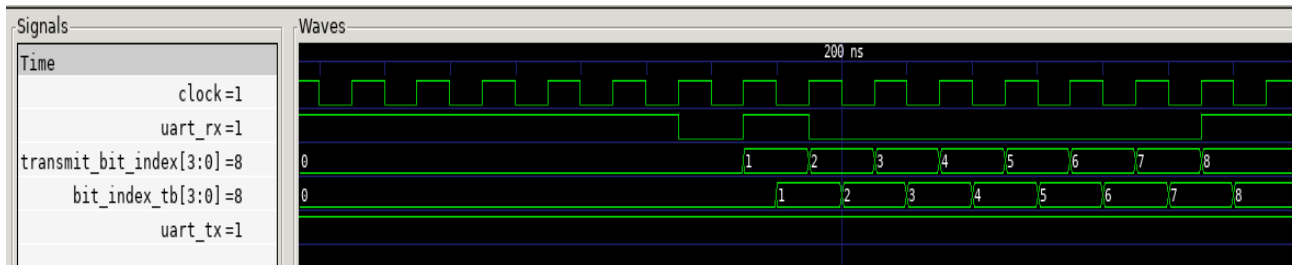 Signals Waves
Time 200 ns
clock=1
uart_rx=1
transmit_bit_index[3:0]=8 0 1 2 3 4 5 6 7 8
bit_index_tb[3:0]=8 0 1 2 3 4 5 6 7 8
uart_tx=1